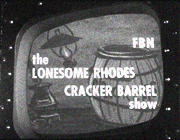 FBN
the
LONESOME RHODES
CRACKER BARREL
show